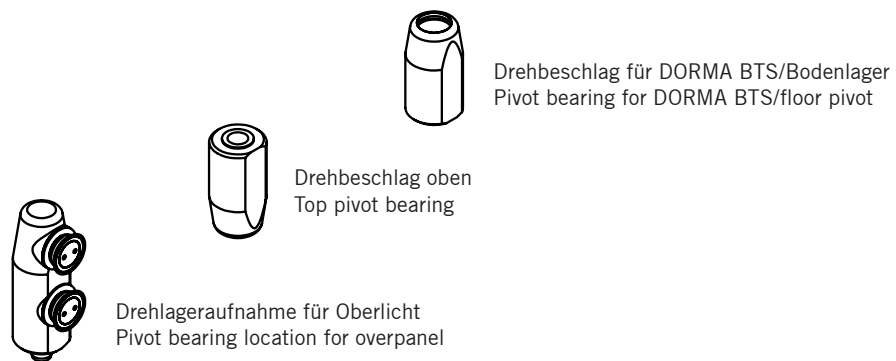 Drehbeschlag für DORMA BTS/Bodenlager
Pivot bearing for DORMA BTS/floor pivot
Drehbeschlag oben
Top pivot bearing
Drehlageraufnahme für Oberlicht
Pivot bearing location for overpanel